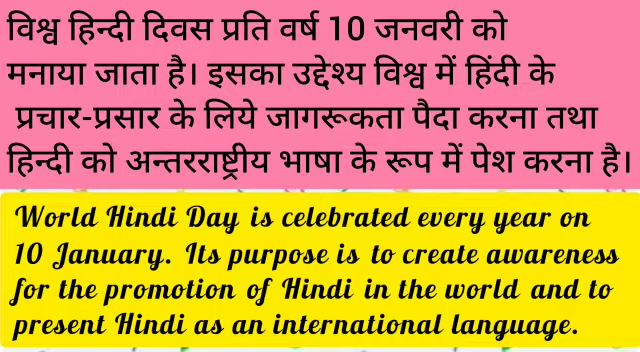 विश्व हिन्दी दिवस प्रति वर्ष 10 जनवरी को
मनाया जाता है। इसका उद्देश्य विश्व में हिंदी के
प्रचार-प्रसार के लिये जागरूकता पैदा करना तथा
हिन्दी को अन्तरराष्ट्रीय भाषा के रूप में पेश करना है।
World Hindi Day is celebrated every year on
10 January. Its purpose is to create awareness
for the promotion of Hindi in the world and to
present Hindi as an international language.